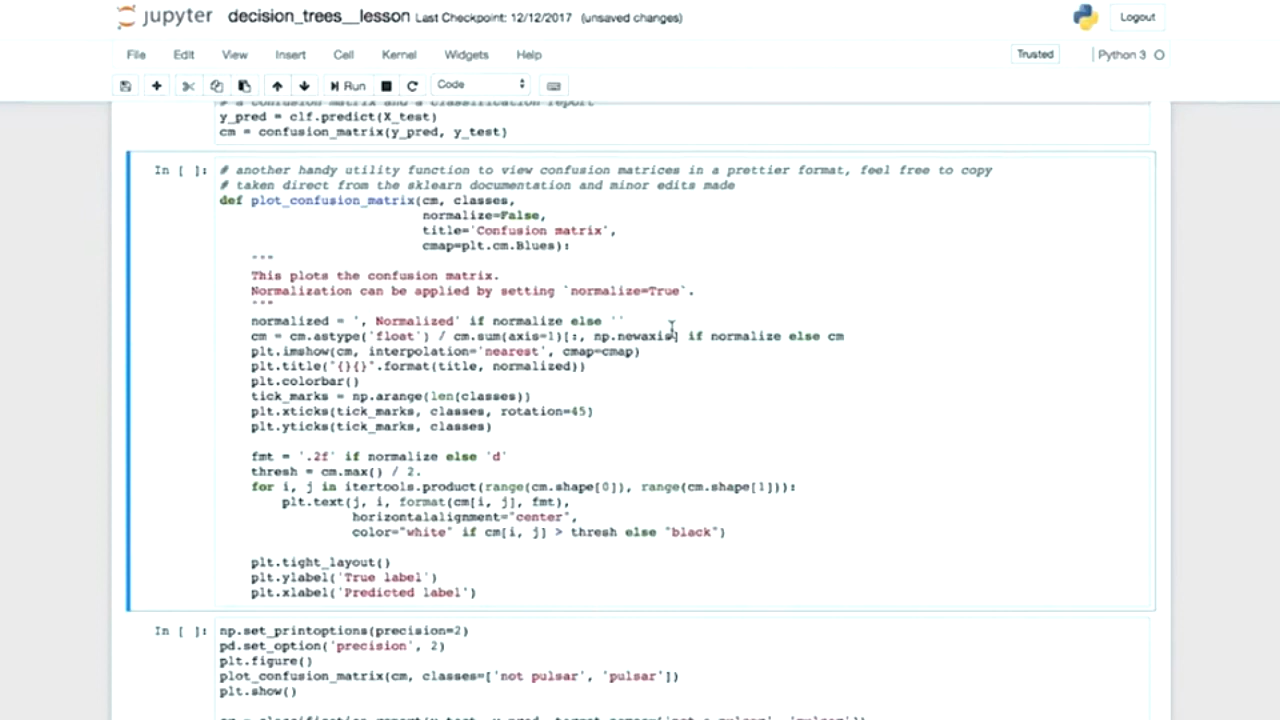 jupyter decision_trees__lesson Last Checkpoint: 12/12/2017 (unsaved changes) Logout
File Edit View Insert Cell Kernel Widgets Help Trusted Python 3
Run Code
# a confusion matrix and a classification report
y_pred = clf.predict(X_test)
cm = confusion_matrix(y_pred, y_test)
In [ ]: # another handy utility function to view confusion matrices in a prettier format, feel free to copy
# taken direct from the sklearn documentation and minor edits made
def plot_confusion_matrix(cm, classes,
normalize=False,
title='Confusion matrix',
cmap=plt.cm.Blues):
"""
This plots the confusion matrix.
Normalization can be applied by setting `normalize=True`.
"""
normalized = ', Normalized' if normalize else ''
cm = cm.astype('float') / cm.sum(axis=1)[:, np.newaxis] if normalize else cm
plt.imshow(cm, interpolation='nearest', cmap=cmap)
plt.title("{}{}".format(title, normalized))
plt.colorbar()
tick_marks = np.arange(len(classes))
plt.xticks(tick_marks, classes, rotation=45)
plt.yticks(tick_marks, classes)
fmt = '.2f' if normalize else 'd'
thresh = cm.max() / 2.
for i, j in itertools.product(range(cm.shape[0]), range(cm.shape[1])):
plt.text(j, i, format(cm[i, j], fmt),
horizontalalignment="center",
color="white" if cm[i, j] > thresh else "black")
plt.tight_layout()
plt.ylabel('True label')
plt.xlabel('Predicted label')
In [ ]: np.set_printoptions(precision=2)
pd.set_option('precision', 2)
plt.figure()
plot_confusion_matrix(cm, classes=['not pulsar', 'pulsar'])
plt.show()